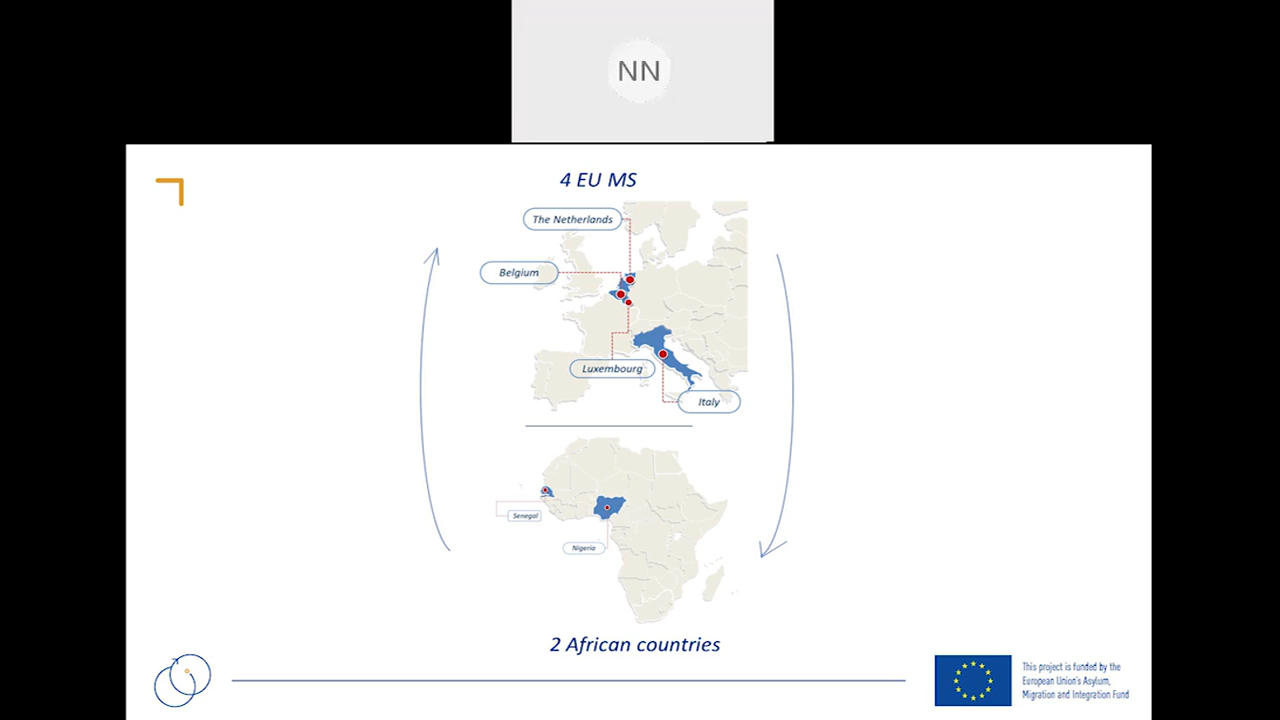 NN
4 EU MS
The Netherlands
Belgium
Luxembourg
Italy
Senegal
Nigeria
2 African countries
This project is funded by the
European Union's Asylum,
Migration and Integration Fund